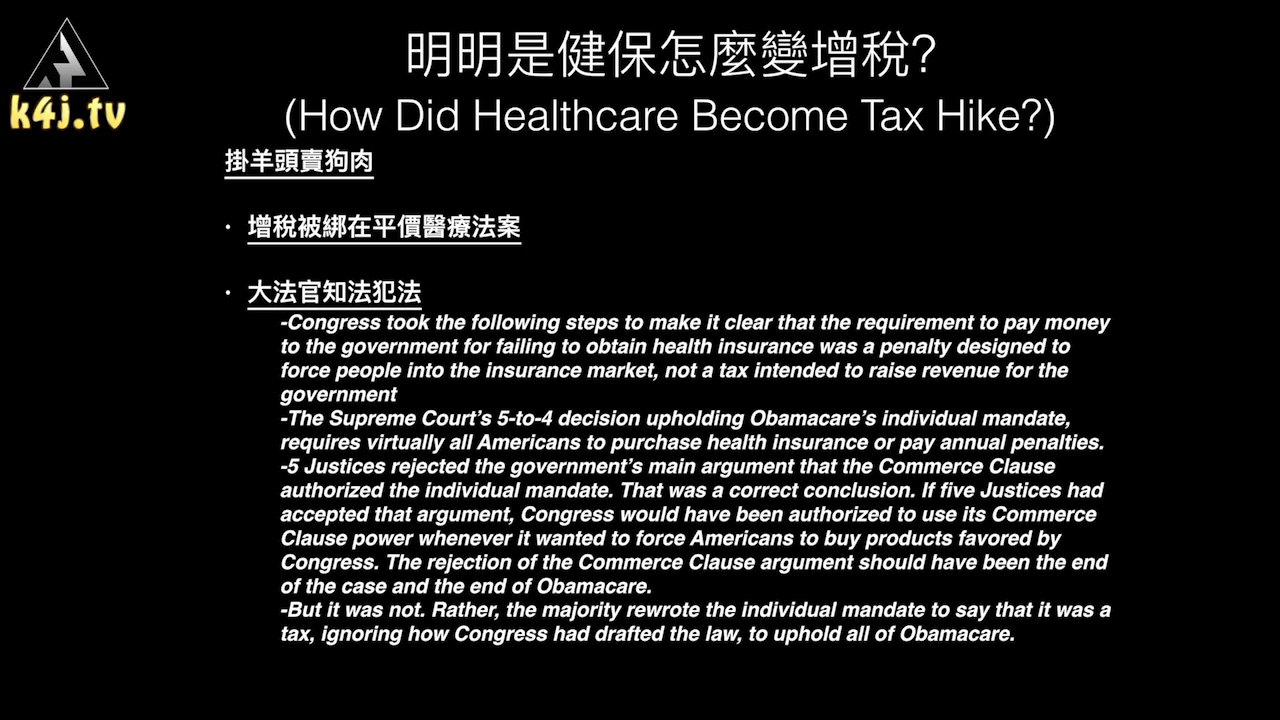 k4j.tv
明明是健保怎麼變增稅?
(How Did Healthcare Become Tax Hike?)
掛羊頭賣狗肉
· 增稅被綁在平價醫療法案
· 大法官知法犯法
-Congress took the following steps to make it clear that the requirement to pay money
to the government for failing to obtain health insurance was a penalty designed to
force people into the insurance market, not a tax intended to raise revenue for the
government
-The Supreme Court's 5-to-4 decision upholding Obamacare's individual mandate,
requires virtually all Americans to purchase health insurance or pay annual penalties.
-5 Justices rejected the government's main argument that the Commerce Clause
authorized the individual mandate. That was a correct conclusion. If five Justices had
accepted that argument, Congress would have been authorized to use its Commerce
Clause power whenever it wanted to force Americans to buy products favored by
Congress. The rejection of the Commerce Clause argument should have been the end
of the case and the end of Obamacare.
-But it was not. Rather, the majority rewrote the individual mandate to say that it was a
tax, ignoring how Congress had drafted the law, to uphold all of Obamacare.